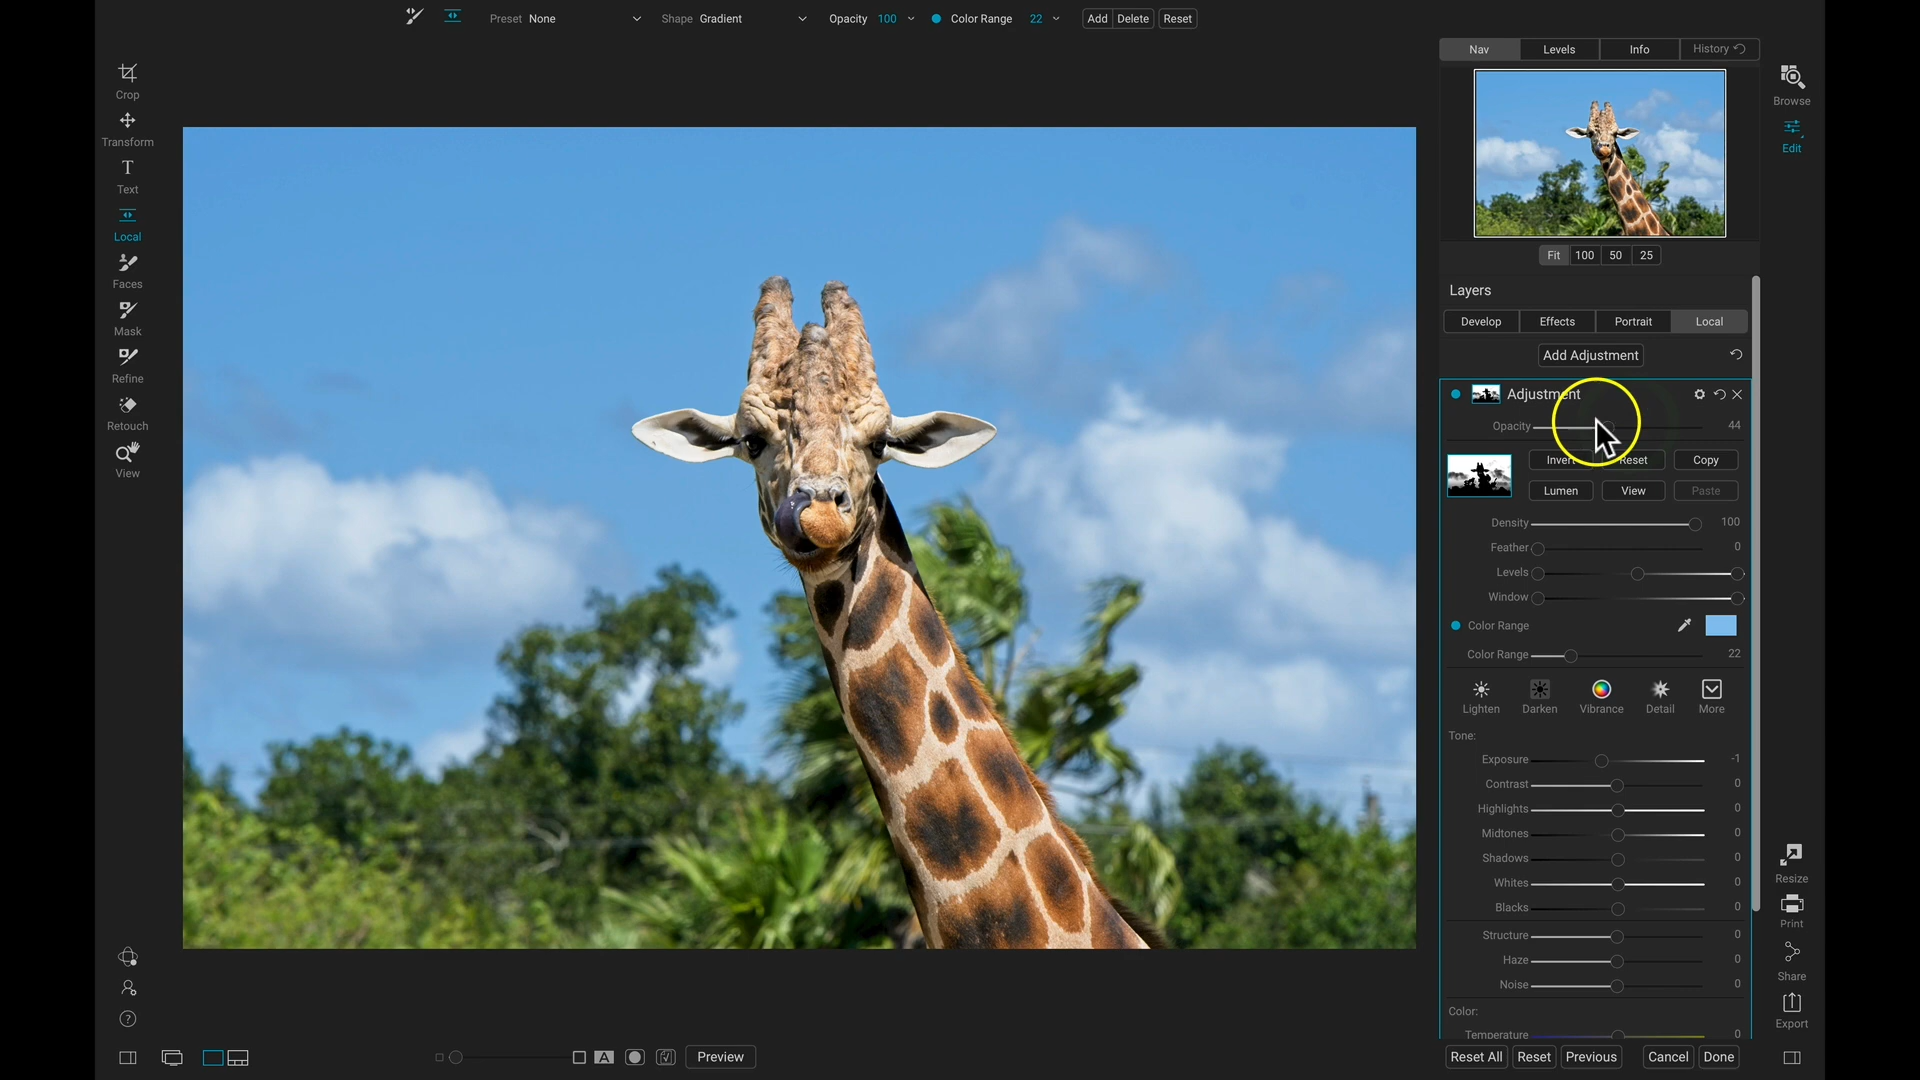 Preset None Shape Gradient Opacity 100 Color Range 22 Add Delete Reset
Nav Levels Info History
Crop
Transform
T
Text
Local
Faces
Mask
Refine
Retouch
View
Browse
Edit
Fit 100 50 25
Layers
Develop Effects Portrait Local
Add Adjustment
Adjustment
Opacity 44
Invert Reset Copy
Lumen View Paste
Density 100
Feather 0
Levels
Window
Color Range
Color Range 22
Lighten Darken Vibrance Detail More
Tone:
Exposure -1
Contrast 0
Highlights 0
Midtones 0
Shadows 0
Whites 0
Blacks 0
Structure 0
Haze 0
Noise 0
Color:
Temperature 0
Resize
Print
Share
Export
?
A Preview
Reset All Reset Previous Cancel Done